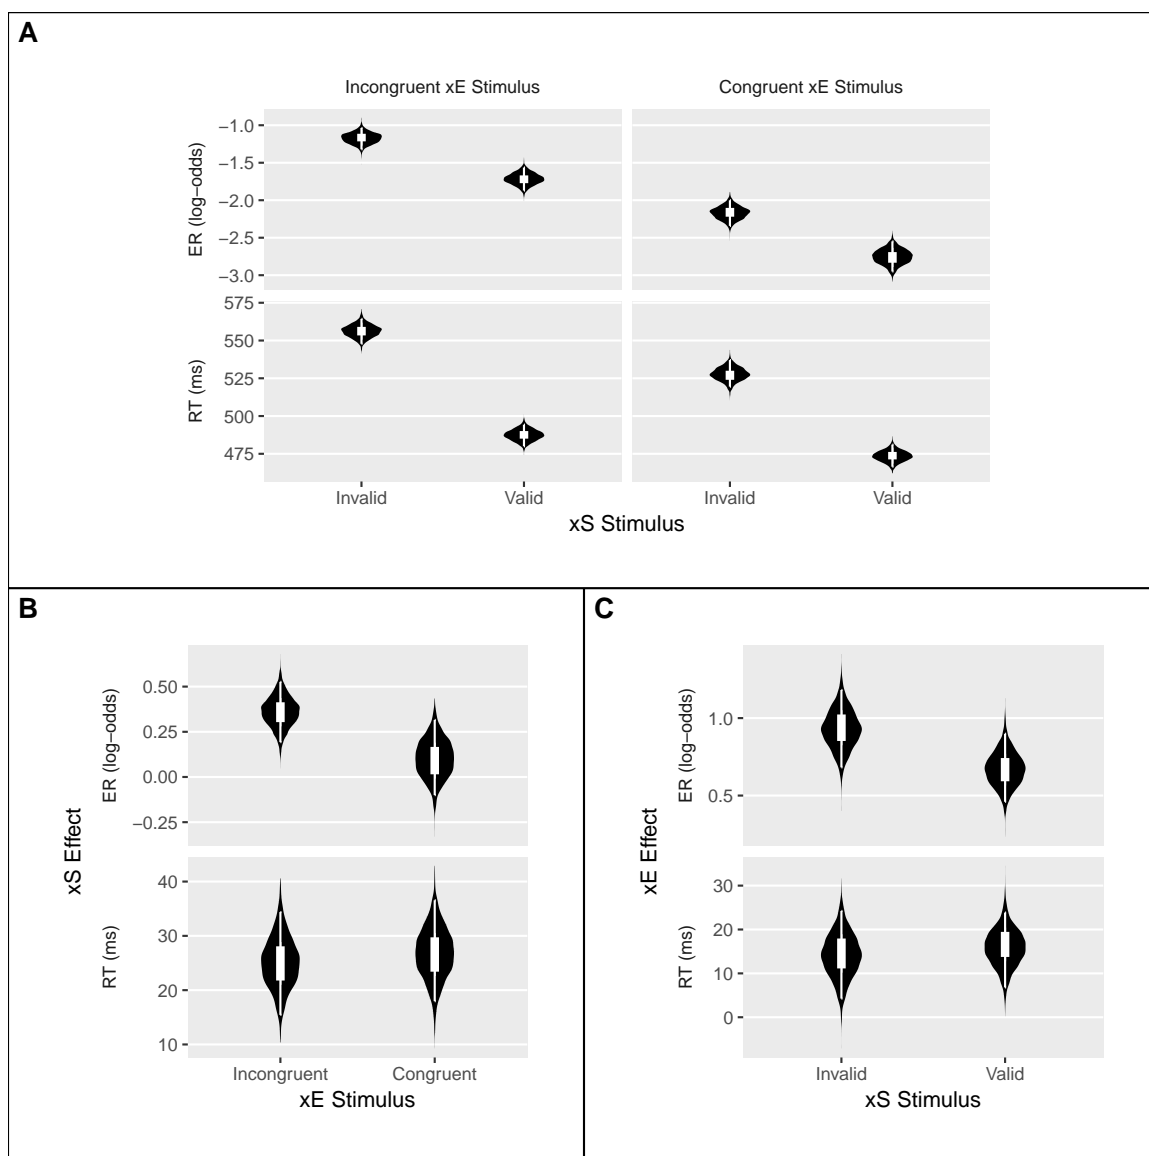 A
Incongruent xE Stimulus
Congruent xE Stimulus
ER (log−odds)
−1.0
−1.5
−2.0
−2.5
−3.0
RT (ms)
575
550
525
500
475
Invalid
Valid
Invalid
Valid
xS Stimulus
B
xS Effect
ER (log−odds)
0.50
0.25
0.00
−0.25
RT (ms)
40
30
20
10
Incongruent
Congruent
xE Stimulus
C
xE Effect
ER (log−odds)
1.0
0.5
RT (ms)
30
20
10
0
Invalid
Valid
xS Stimulus